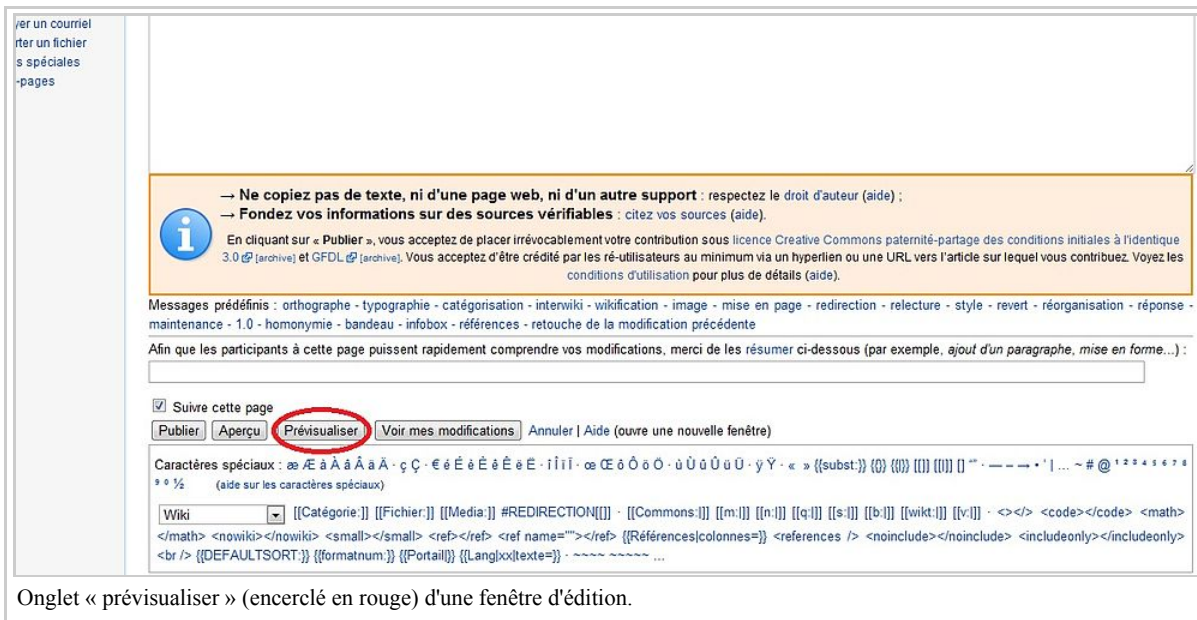 yer un courriel
rter un fichier
s spéciales
-pages
→ Ne copiez pas de texte, ni d'une page web, ni d'un autre support : respectez le droit d'auteur (aide) ;
→ Fondez vos informations sur des sources vérifiables : citez vos sources (aide).
En cliquant sur « Publier », vous acceptez de placer irrévocablement votre contribution sous licence Creative Commons paternité-partage des conditions initiales à l'identique
3.0 [archive] et GFDL [archive]. Vous acceptez d'être crédité par les ré-utilisateurs au minimum via un hyperlien ou une URL vers l'article sur lequel vous contribuez. Voyez les
conditions d'utilisation pour plus de détails (aide).
Messages prédéfinis : orthographe - typographie - catégorisation - interwiki - wikification - image - mise en page - redirection - relecture - style - revert - réorganisation - réponse -
maintenance - 1.0 - homonymie - bandeau - infobox - références - retouche de la modification précédente
Afin que les participants à cette page puissent rapidement comprendre vos modifications, merci de les résumer ci-dessous (par exemple, ajout d'un paragraphe, mise en forme...) :
Suivre cette page
Publier Aperçu Prévisualiser Voir mes modifications Annuler | Aide (ouvre une nouvelle fenêtre)
Caractères spéciaux : æ Æ à À â Â ä Ä · ç Ç · € é É è È ê Ê ë Ë · î Î ï Ï · œ Œ ô Ô ö Ö · ù Ù û Û ü Ü · ÿ Ÿ · « » {{subst:}} {{}} {{|}} [[]] [[|]] [] “” · — – → • ' | … ~ # @ ¹ ² ³ ⁴ ⁵ ⁶ ⁷ ⁸
⁹ ⁰ ½ (aide sur les caractères spéciaux)
Wiki [[Catégorie:]] [[Fichier:]] [[Media:]] #REDIRECTION[[]] · [[Commons:|]] [[m:|]] [[n:|]] [[q:|]] [[s:|]] [[b:|]] [[wikt:|]] [[v:|]] · <></> <code></code> <math>
</math> <nowiki></nowiki> <small></small> <ref></ref> <ref name=""></ref> {{Références|colonnes=}} <references /> <noinclude></noinclude> <includeonly></includeonly>
<br /> {{DEFAULTSORT:}} {{formatnum:}} {{Portail|}} {{Lang|xx|texte=}} · ~~~~ ~~~~~ ...
Onglet « prévisualiser » (encerclé en rouge) d'une fenêtre d'édition.